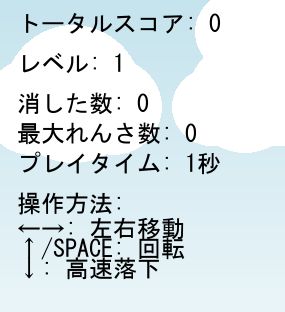 トータルスコア: 0
レベル: 1
消した数: 0
最大れんさ数: 0
プレイタイム: 1秒
操作方法:
←→: 左右移動
↑/SPACE: 回転
↓: 高速落下